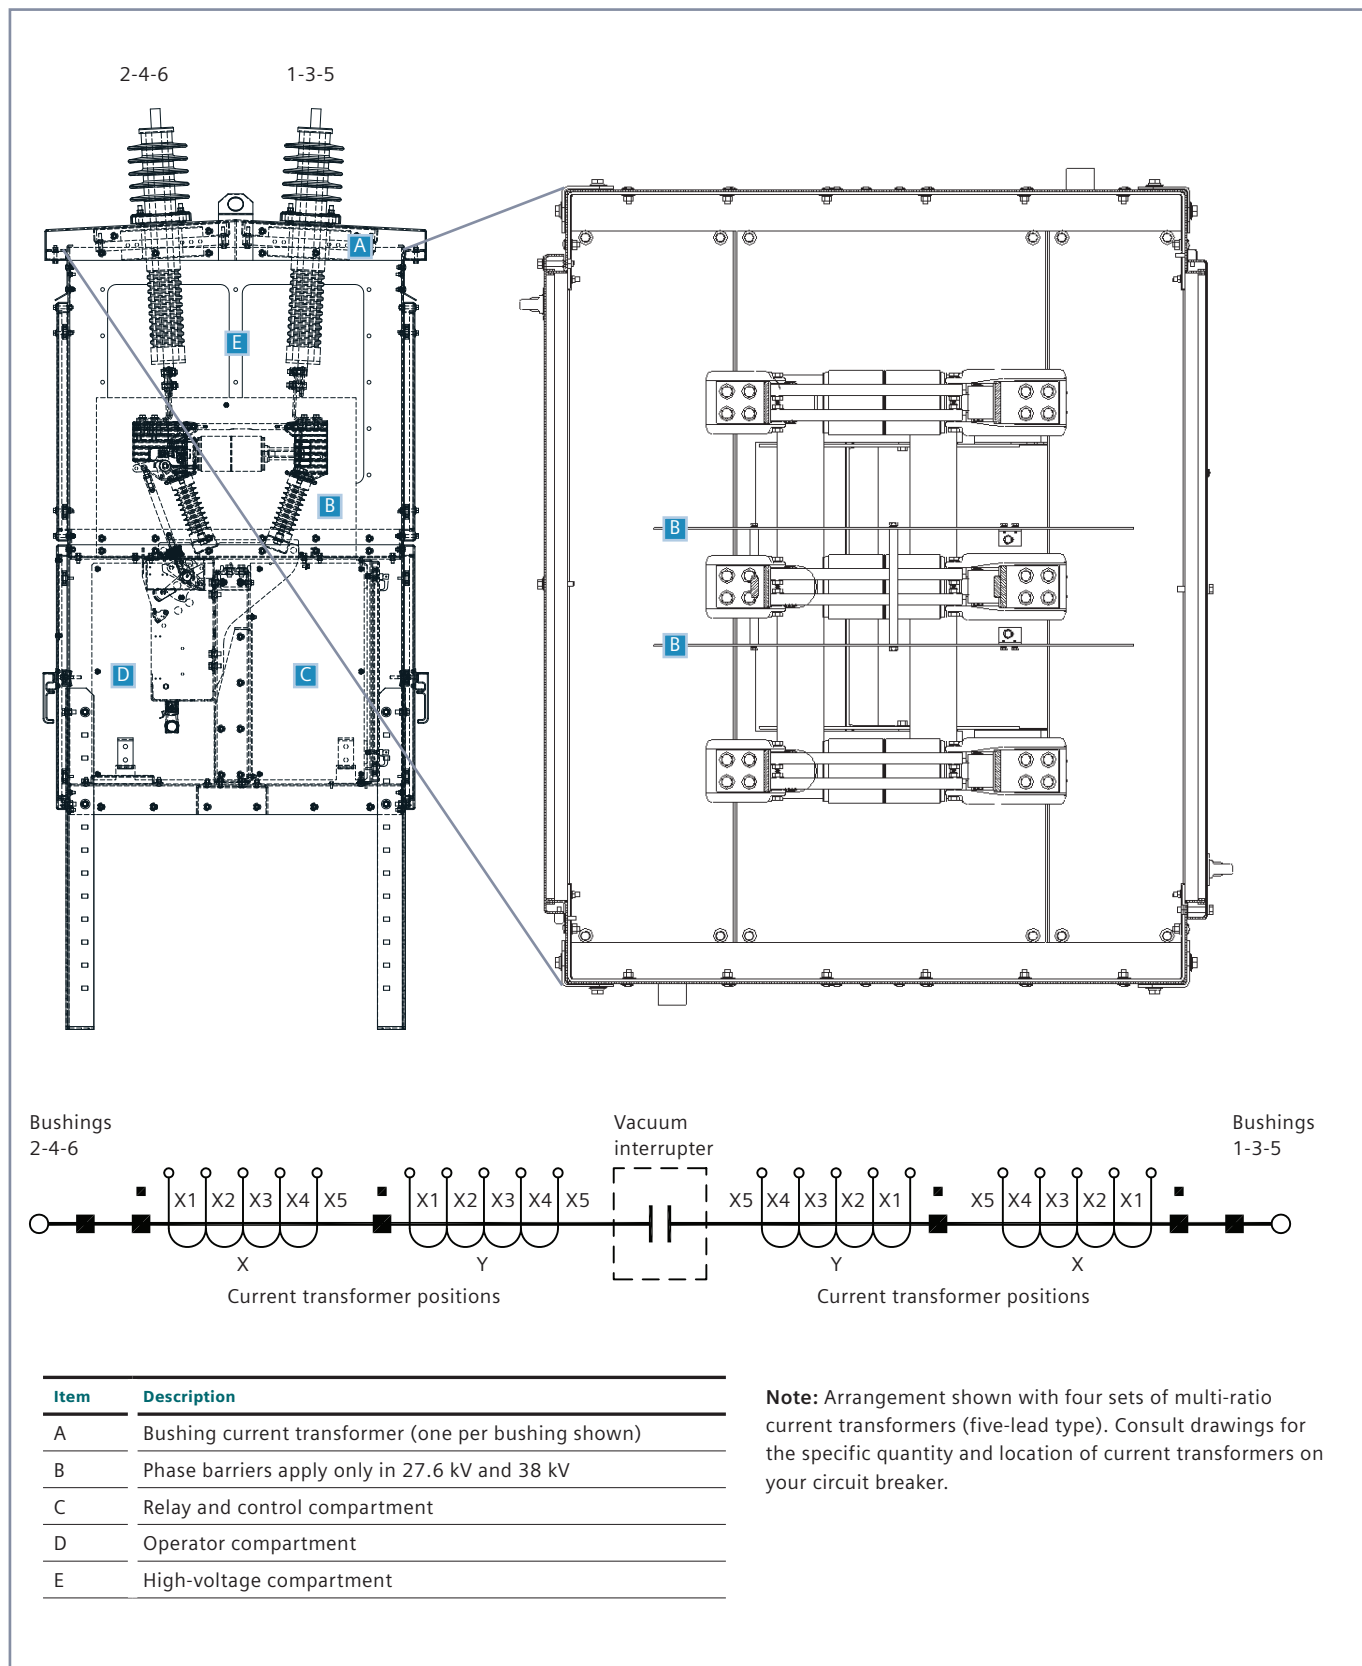 2-4-6
1-3-5
A
E
B
B
B
D
C
Bushings
2-4-6
Vacuum
interrupter
Bushings
1-3-5
X1 X2 X3 X4 X5
X1 X2 X3 X4 X5
X5 X4 X3 X2 X1
X5 X4 X3 X2 X1
X
Y
Y
X
Current transformer positions
Current transformer positions
Item Description
A Bushing current transformer (one per bushing shown)
B Phase barriers apply only in 27.6 kV and 38 kV
C Relay and control compartment
D Operator compartment
E High-voltage compartment
Note: Arrangement shown with four sets of multi-ratio
current transformers (five-lead type). Consult drawings for
the specific quantity and location of current transformers on
your circuit breaker.